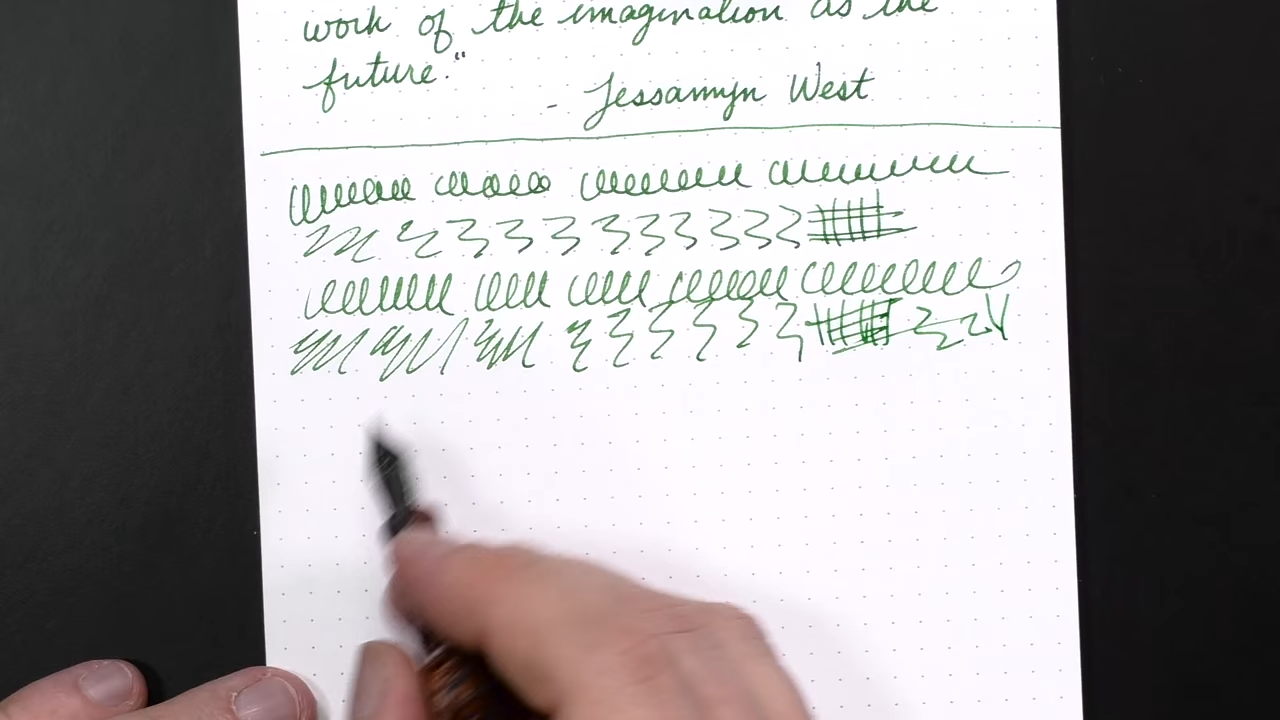 work of the imagination as the
future."
- Jessamyn West